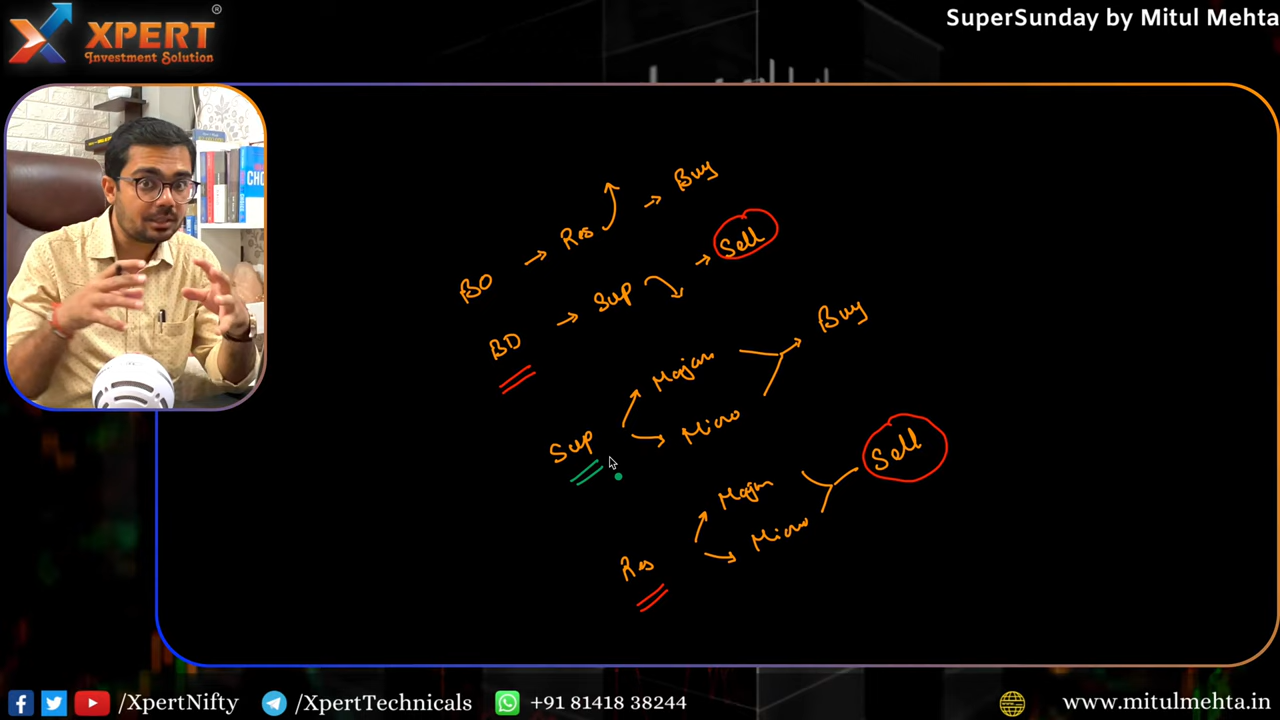 XPERT
®
Investment Solution
SuperSunday by Mitul Mehta
CHO
BO → Res → Buy
BD → Sup → Sell
Sup → Major → Micro → Buy
Res → Major → Micro → Sell
/XpertNifty
/XpertTechnicals
+91 81418 38244
www.mitulmehta.in